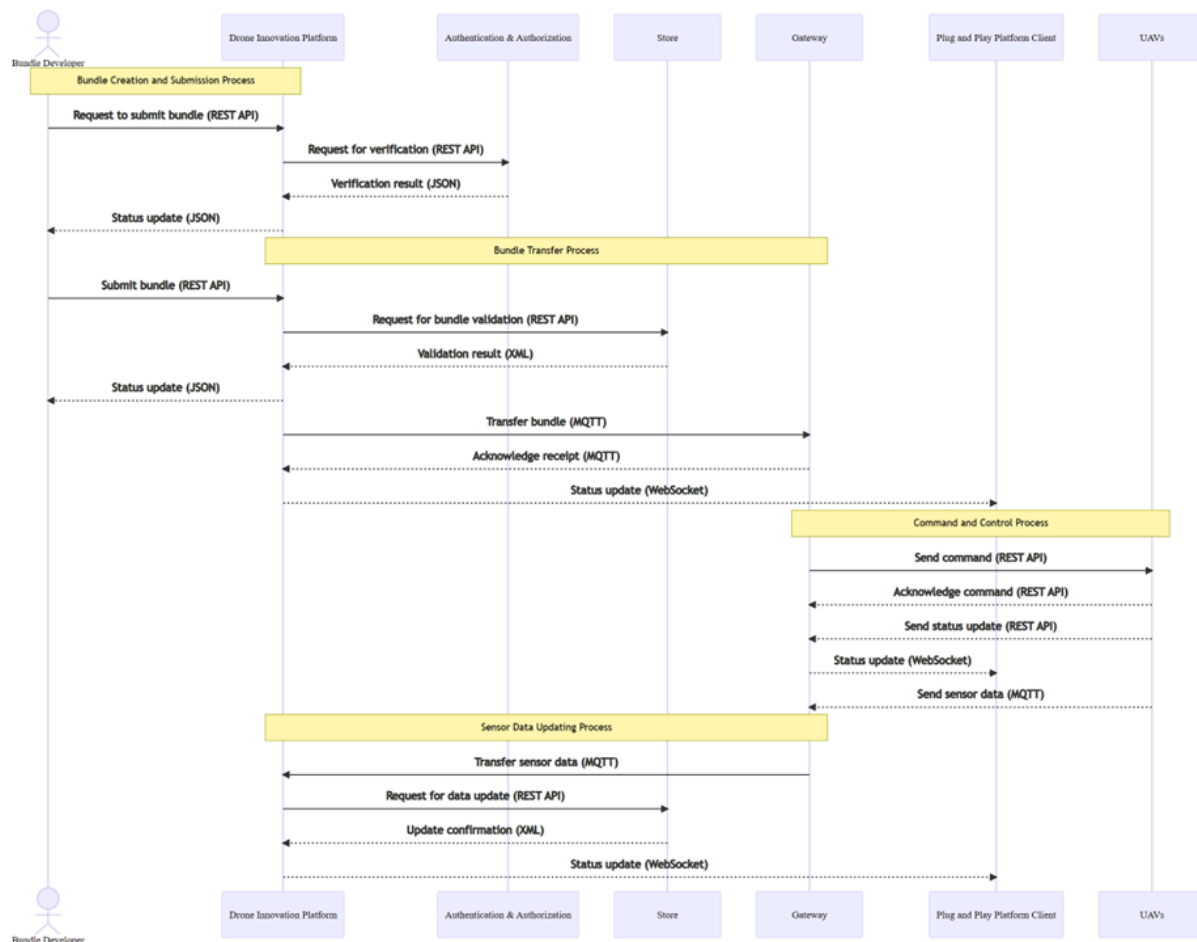 Drone Innovation Platform
Authentication & Authorization
Store
Gateway
Plug and Play Platform Client
UAVs
Bundle Developer
Bundle Creation and Submission Process
Request to submit bundle (REST API)
Request for verification (REST API)
Verification result (JSON)
Status update (JSON)
Bundle Transfer Process
Submit bundle (REST API)
Request for bundle validation (REST API)
Validation result (XML)
Status update (JSON)
Transfer bundle (MQTT)
Acknowledge receipt (MQTT)
Status update (WebSocket)
Command and Control Process
Send command (REST API)
Acknowledge command (REST API)
Send status update (REST API)
Status update (WebSocket)
Send sensor data (MQTT)
Sensor Data Updating Process
Transfer sensor data (MQTT)
Request for data update (REST API)
Update confirmation (XML)
Status update (WebSocket)
Drone Innovation Platform
Authentication & Authorization
Store
Gateway
Plug and Play Platform Client
UAVs
Bundle Developer